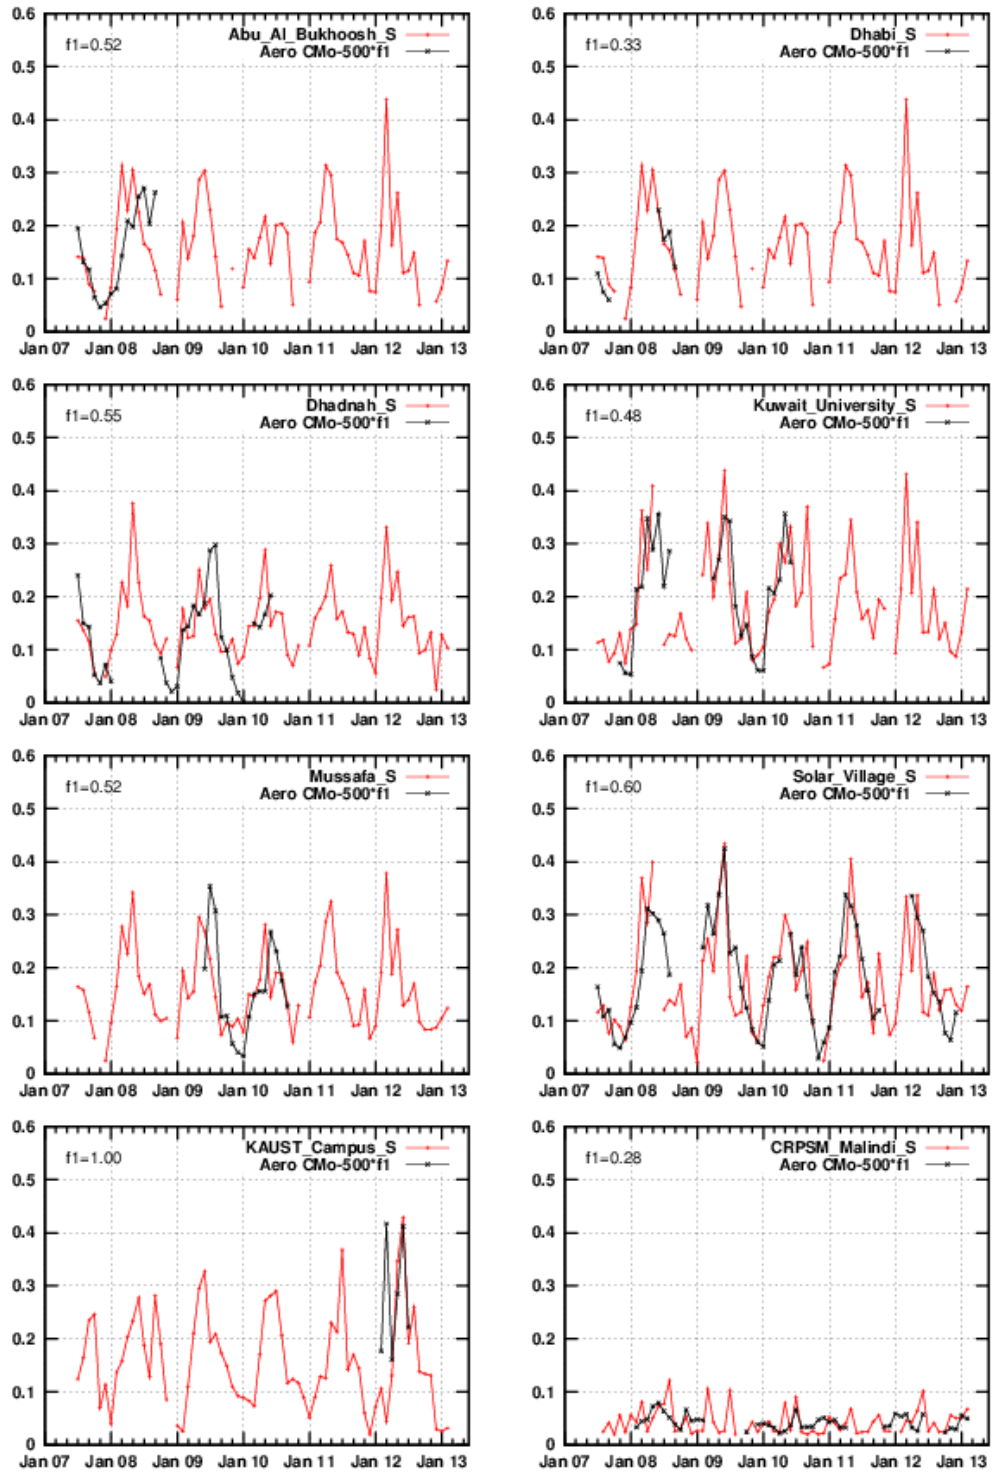 0.6
f1=0.52
Abu_Al_Bukhoosh_S
Aero CMo-500*f1
0.5
0.4
0.3
0.2
0.1
0
Jan 07 Jan 08 Jan 09 Jan 10 Jan 11 Jan 12 Jan 13
0.6
f1=0.33
Dhabi_S
Aero CMo-500*f1
0.5
0.4
0.3
0.2
0.1
0
Jan 07 Jan 08 Jan 09 Jan 10 Jan 11 Jan 12 Jan 13
0.6
f1=0.55
Dhadnah_S
Aero CMo-500*f1
0.5
0.4
0.3
0.2
0.1
0
Jan 07 Jan 08 Jan 09 Jan 10 Jan 11 Jan 12 Jan 13
0.6
f1=0.48
Kuwait_University_S
Aero CMo-500*f1
0.5
0.4
0.3
0.2
0.1
0
Jan 07 Jan 08 Jan 09 Jan 10 Jan 11 Jan 12 Jan 13
0.6
f1=0.52
Mussafa_S
Aero CMo-500*f1
0.5
0.4
0.3
0.2
0.1
0
Jan 07 Jan 08 Jan 09 Jan 10 Jan 11 Jan 12 Jan 13
0.6
f1=0.60
Solar_Village_S
Aero CMo-500*f1
0.5
0.4
0.3
0.2
0.1
0
Jan 07 Jan 08 Jan 09 Jan 10 Jan 11 Jan 12 Jan 13
0.6
f1=1.00
KAUST_Campus_S
Aero CMo-500*f1
0.5
0.4
0.3
0.2
0.1
0
Jan 07 Jan 08 Jan 09 Jan 10 Jan 11 Jan 12 Jan 13
0.6
f1=0.28
CRPSM_Malindi_S
Aero CMo-500*f1
0.5
0.4
0.3
0.2
0.1
0
Jan 07 Jan 08 Jan 09 Jan 10 Jan 11 Jan 12 Jan 13